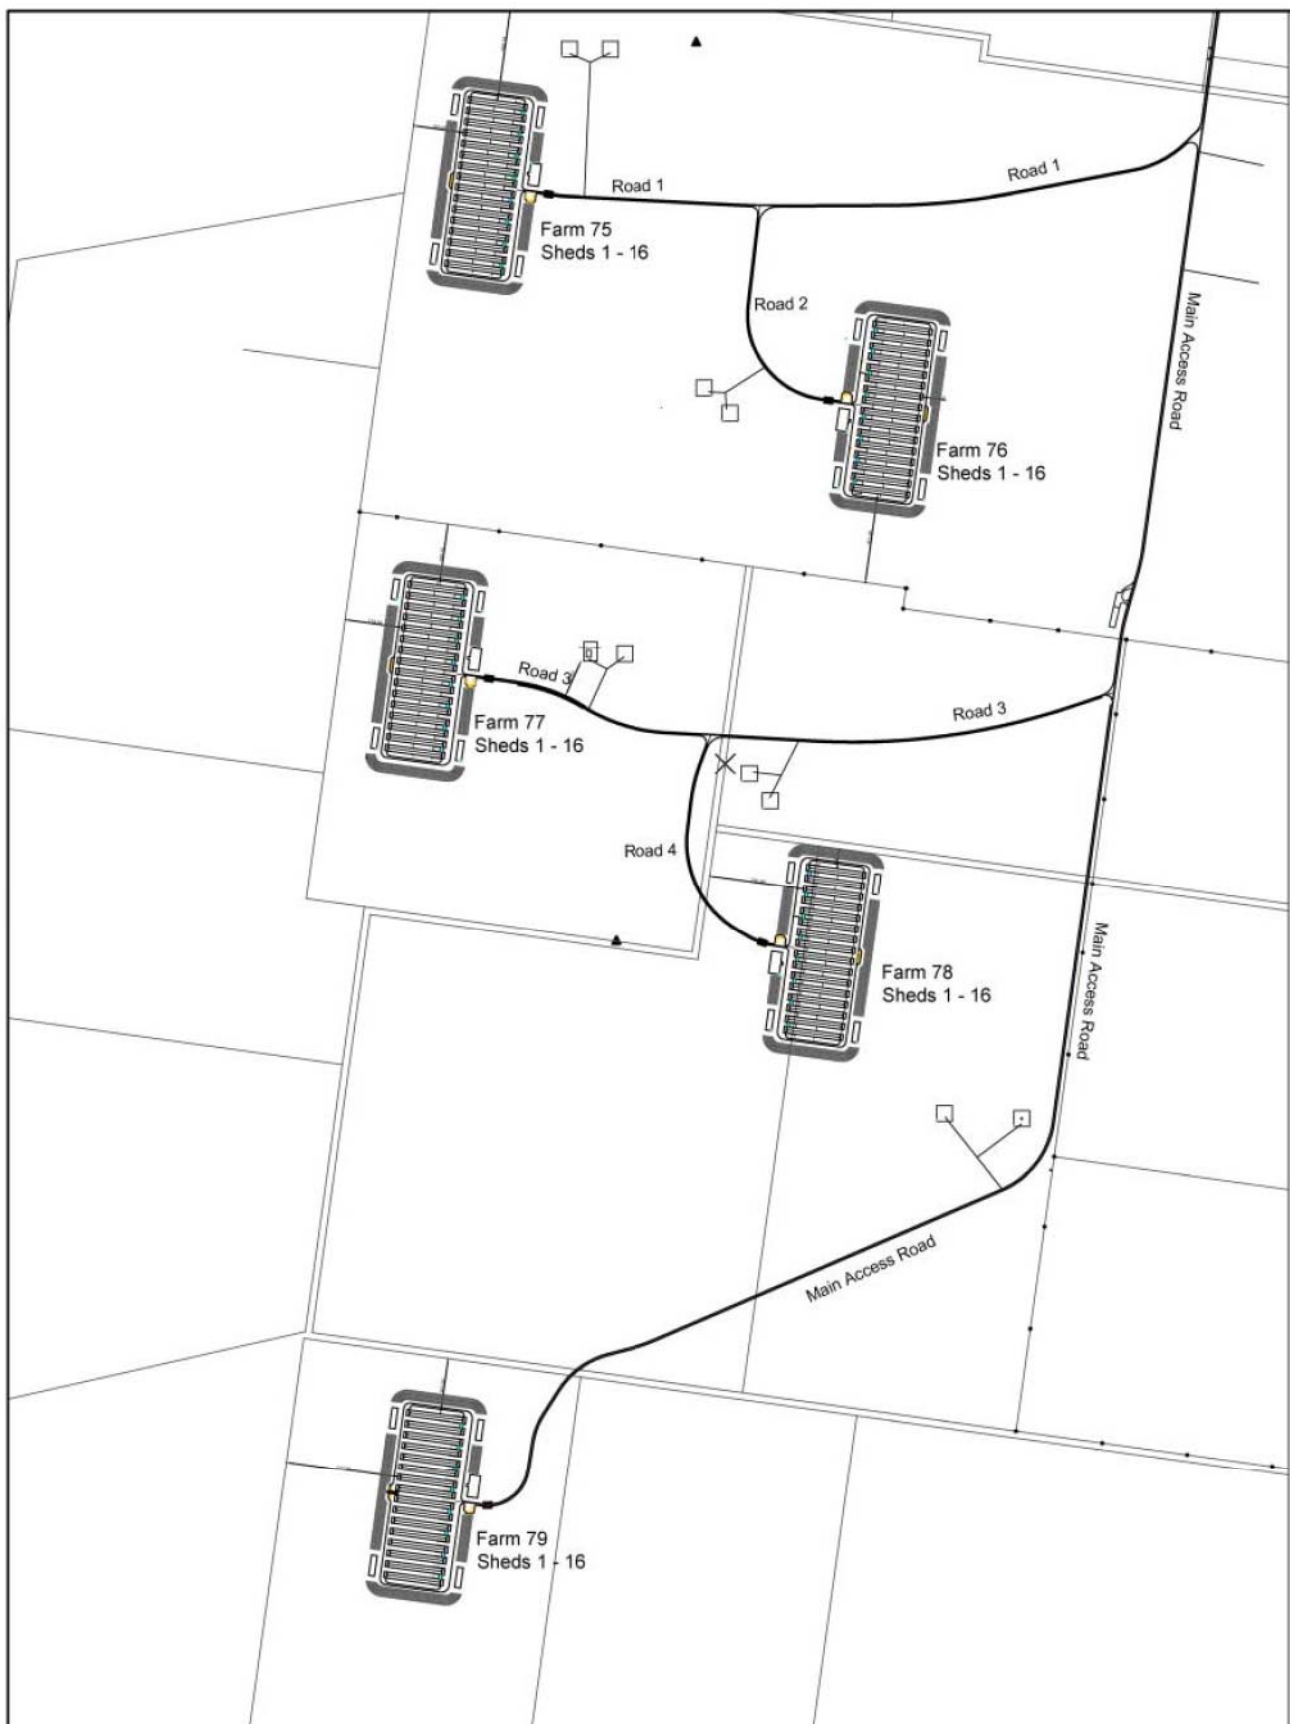 Road 1
Road 1
Farm 75
Sheds 1 - 16
Road 2
Main Access Road
Farm 76
Sheds 1 - 16
Road 3
Road 3
Farm 77
Sheds 1 - 16
Road 4
Main Access Road
Farm 78
Sheds 1 - 16
Main Access Road
Farm 79
Sheds 1 - 16